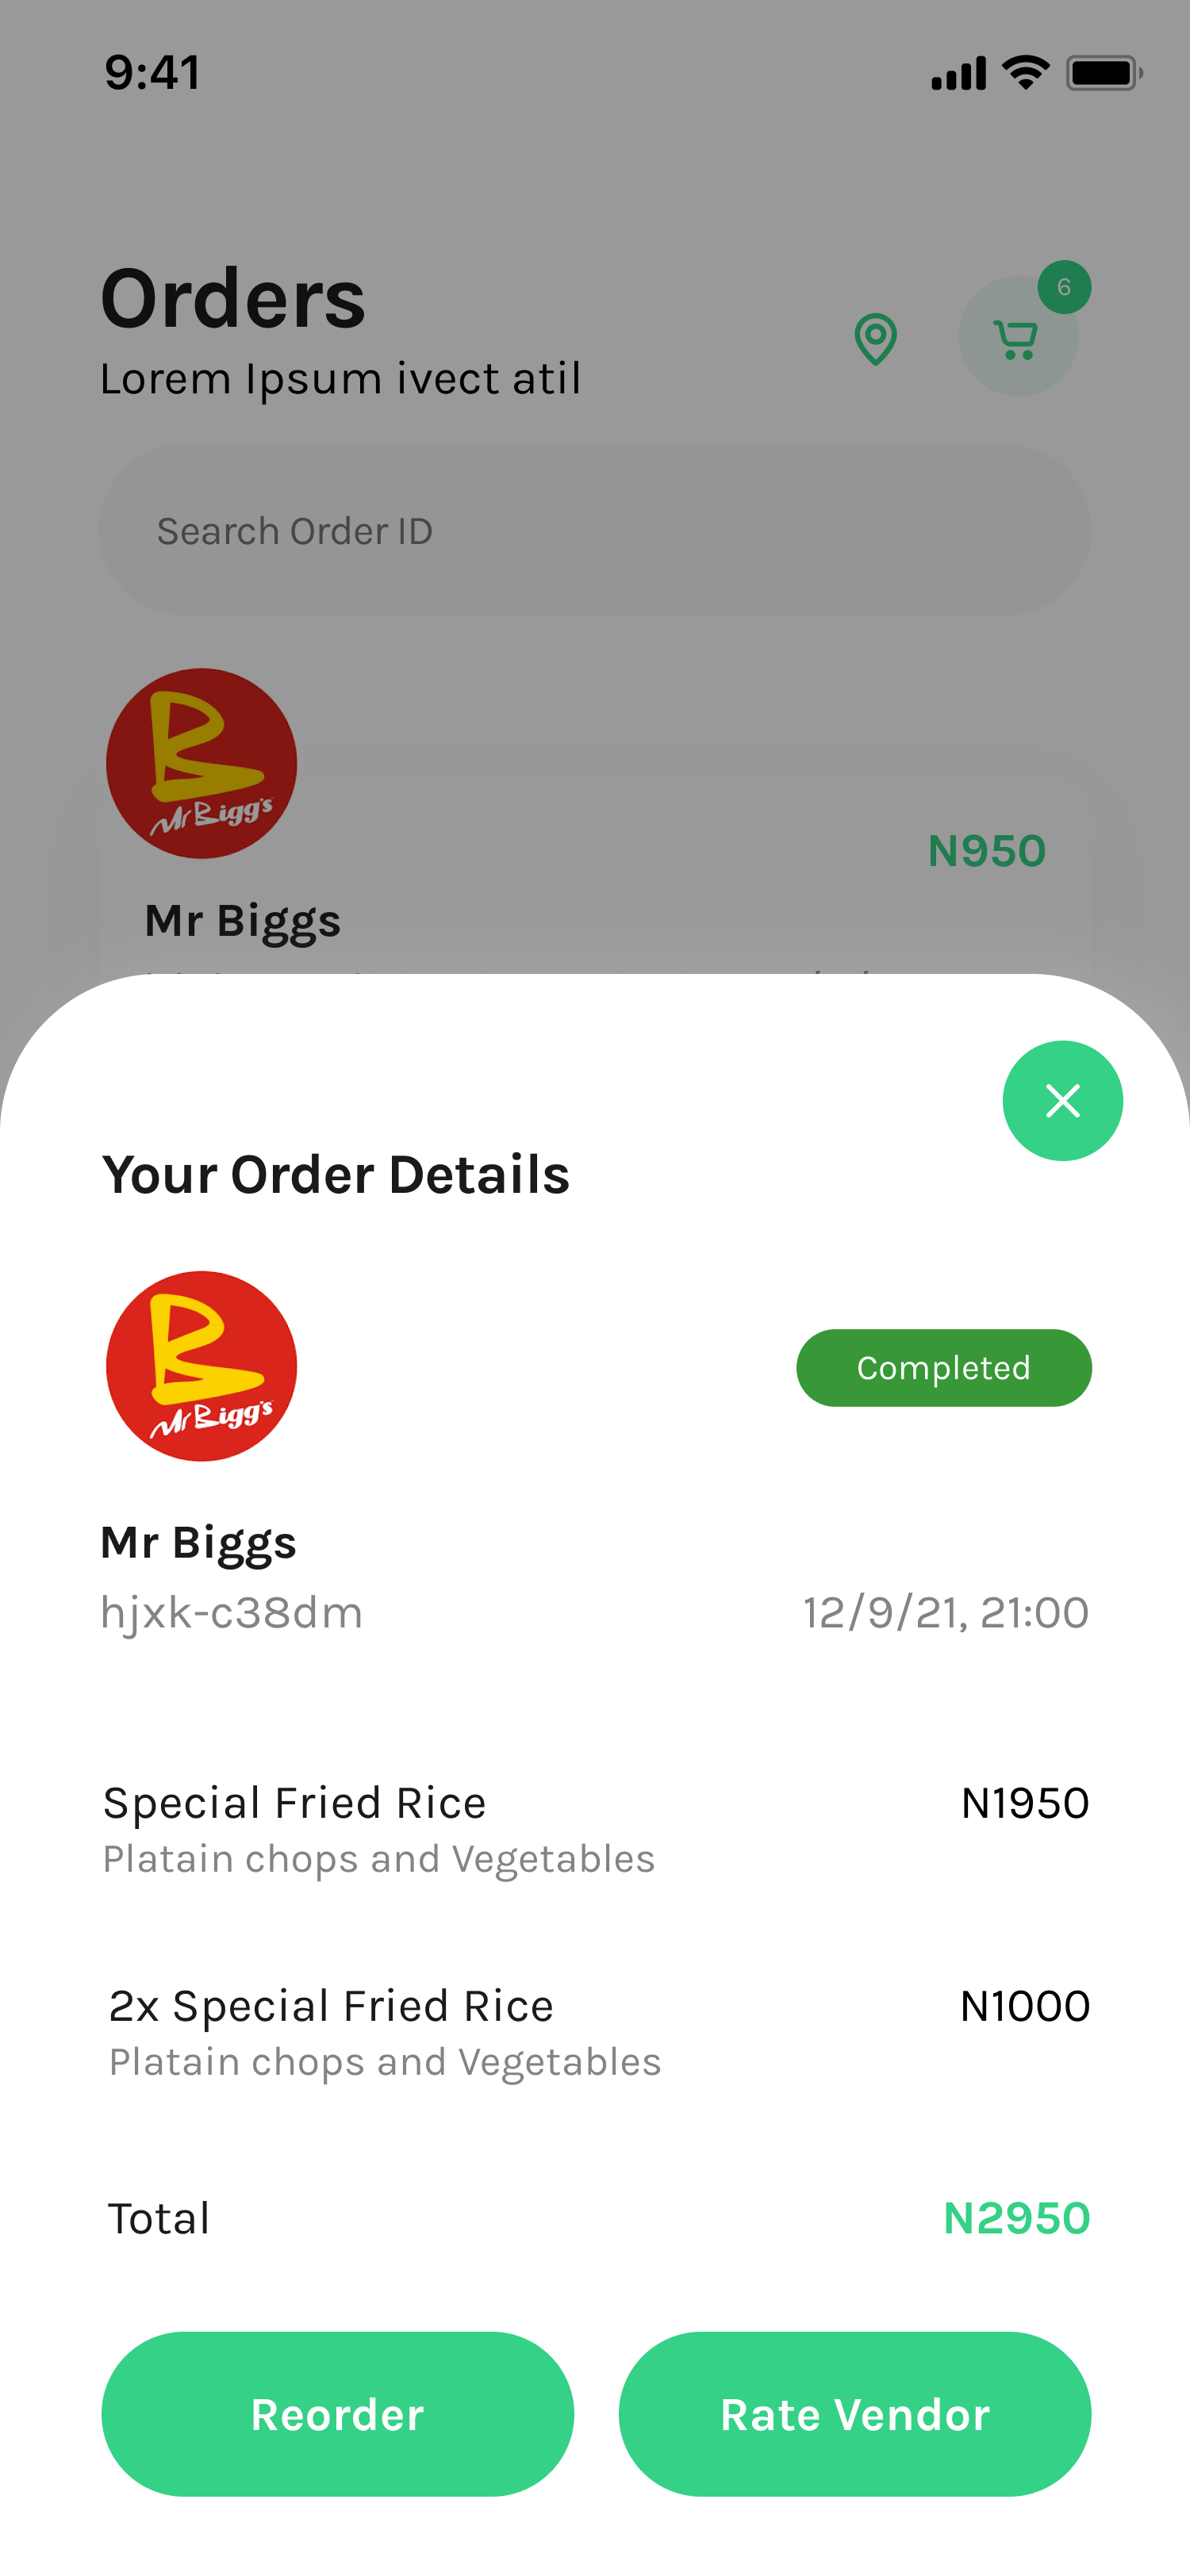 9:41
Orders
6
Lorem Ipsum ivect atil
Search Order ID
Mr Bigg's
N950
Mr Biggs
Your Order Details
Mr Bigg's
Completed
Mr Biggs
hjxk-c38dm
12/9/21, 21:00
Special Fried Rice
N1950
Platain chops and Vegetables
2x Special Fried Rice
N1000
Platain chops and Vegetables
Total
N2950
Reorder
Rate Vendor